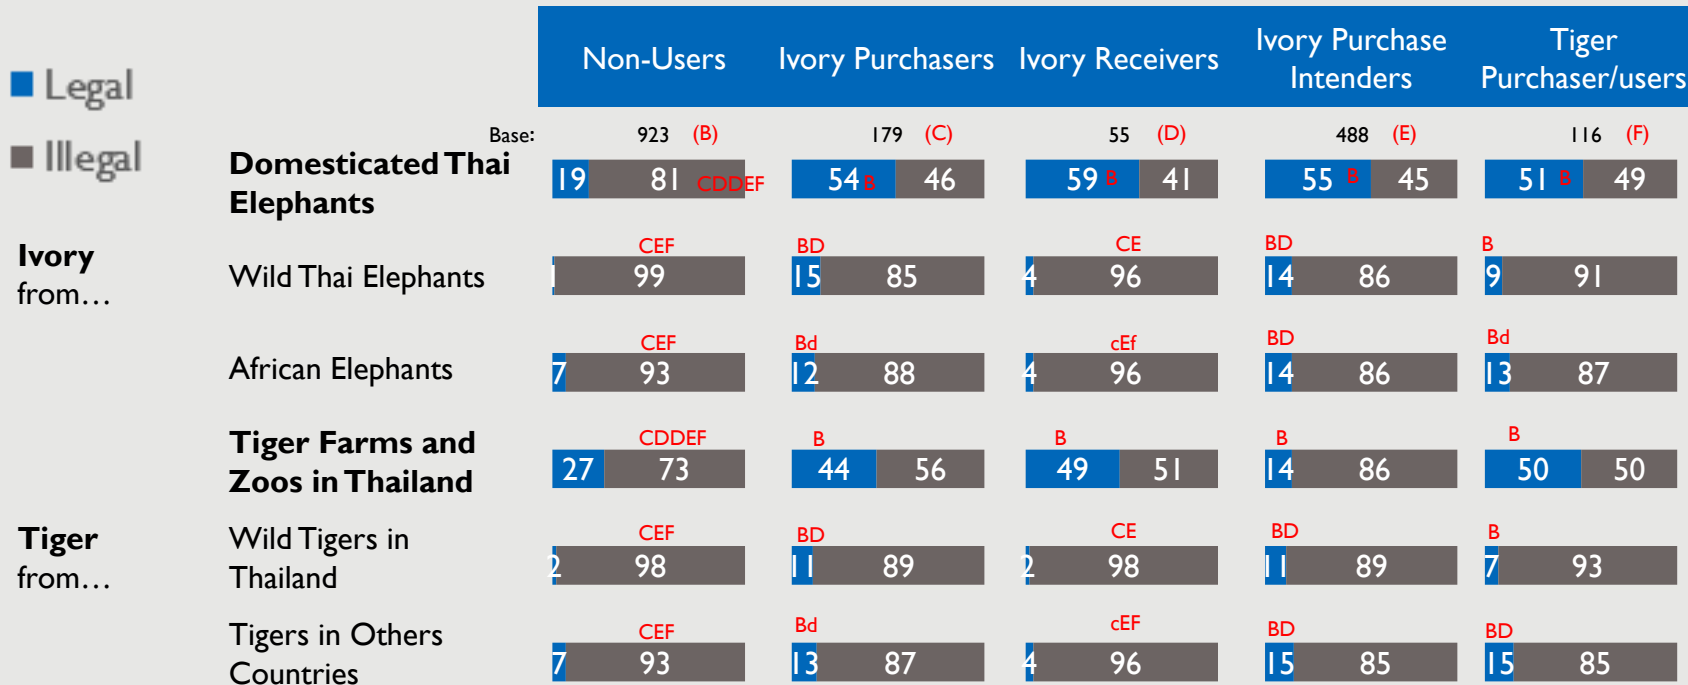 Legal
Illegal
Non-Users
Ivory Purchasers
Ivory Receivers
Ivory Purchase
Intenders
Tiger
Purchaser/users
Base: 923 (B) 179 (C) 55 (D) 488 (E) 116 (F)
Domesticated Thai
Elephants
19 81 CDDEF 54 B 46 59 B 41 55 B 45 51 B 49
Ivory
from…
CEF BD CE BD B
Wild Thai Elephants 1 99 15 85 4 96 14 86 9 91
CEF Bd cEf BD Bd
African Elephants 7 93 12 88 4 96 14 86 13 87
CDDEF B B B B
Tiger Farms and
Zoos in Thailand
27 73 44 56 49 51 14 86 50 50
Tiger
from…
CEF BD CE BD B
Wild Tigers in
Thailand
2 98 11 89 2 98 11 89 7 93
CEF Bd cEF BD BD
Tigers in Others
Countries
7 93 13 87 4 96 15 85 15 85